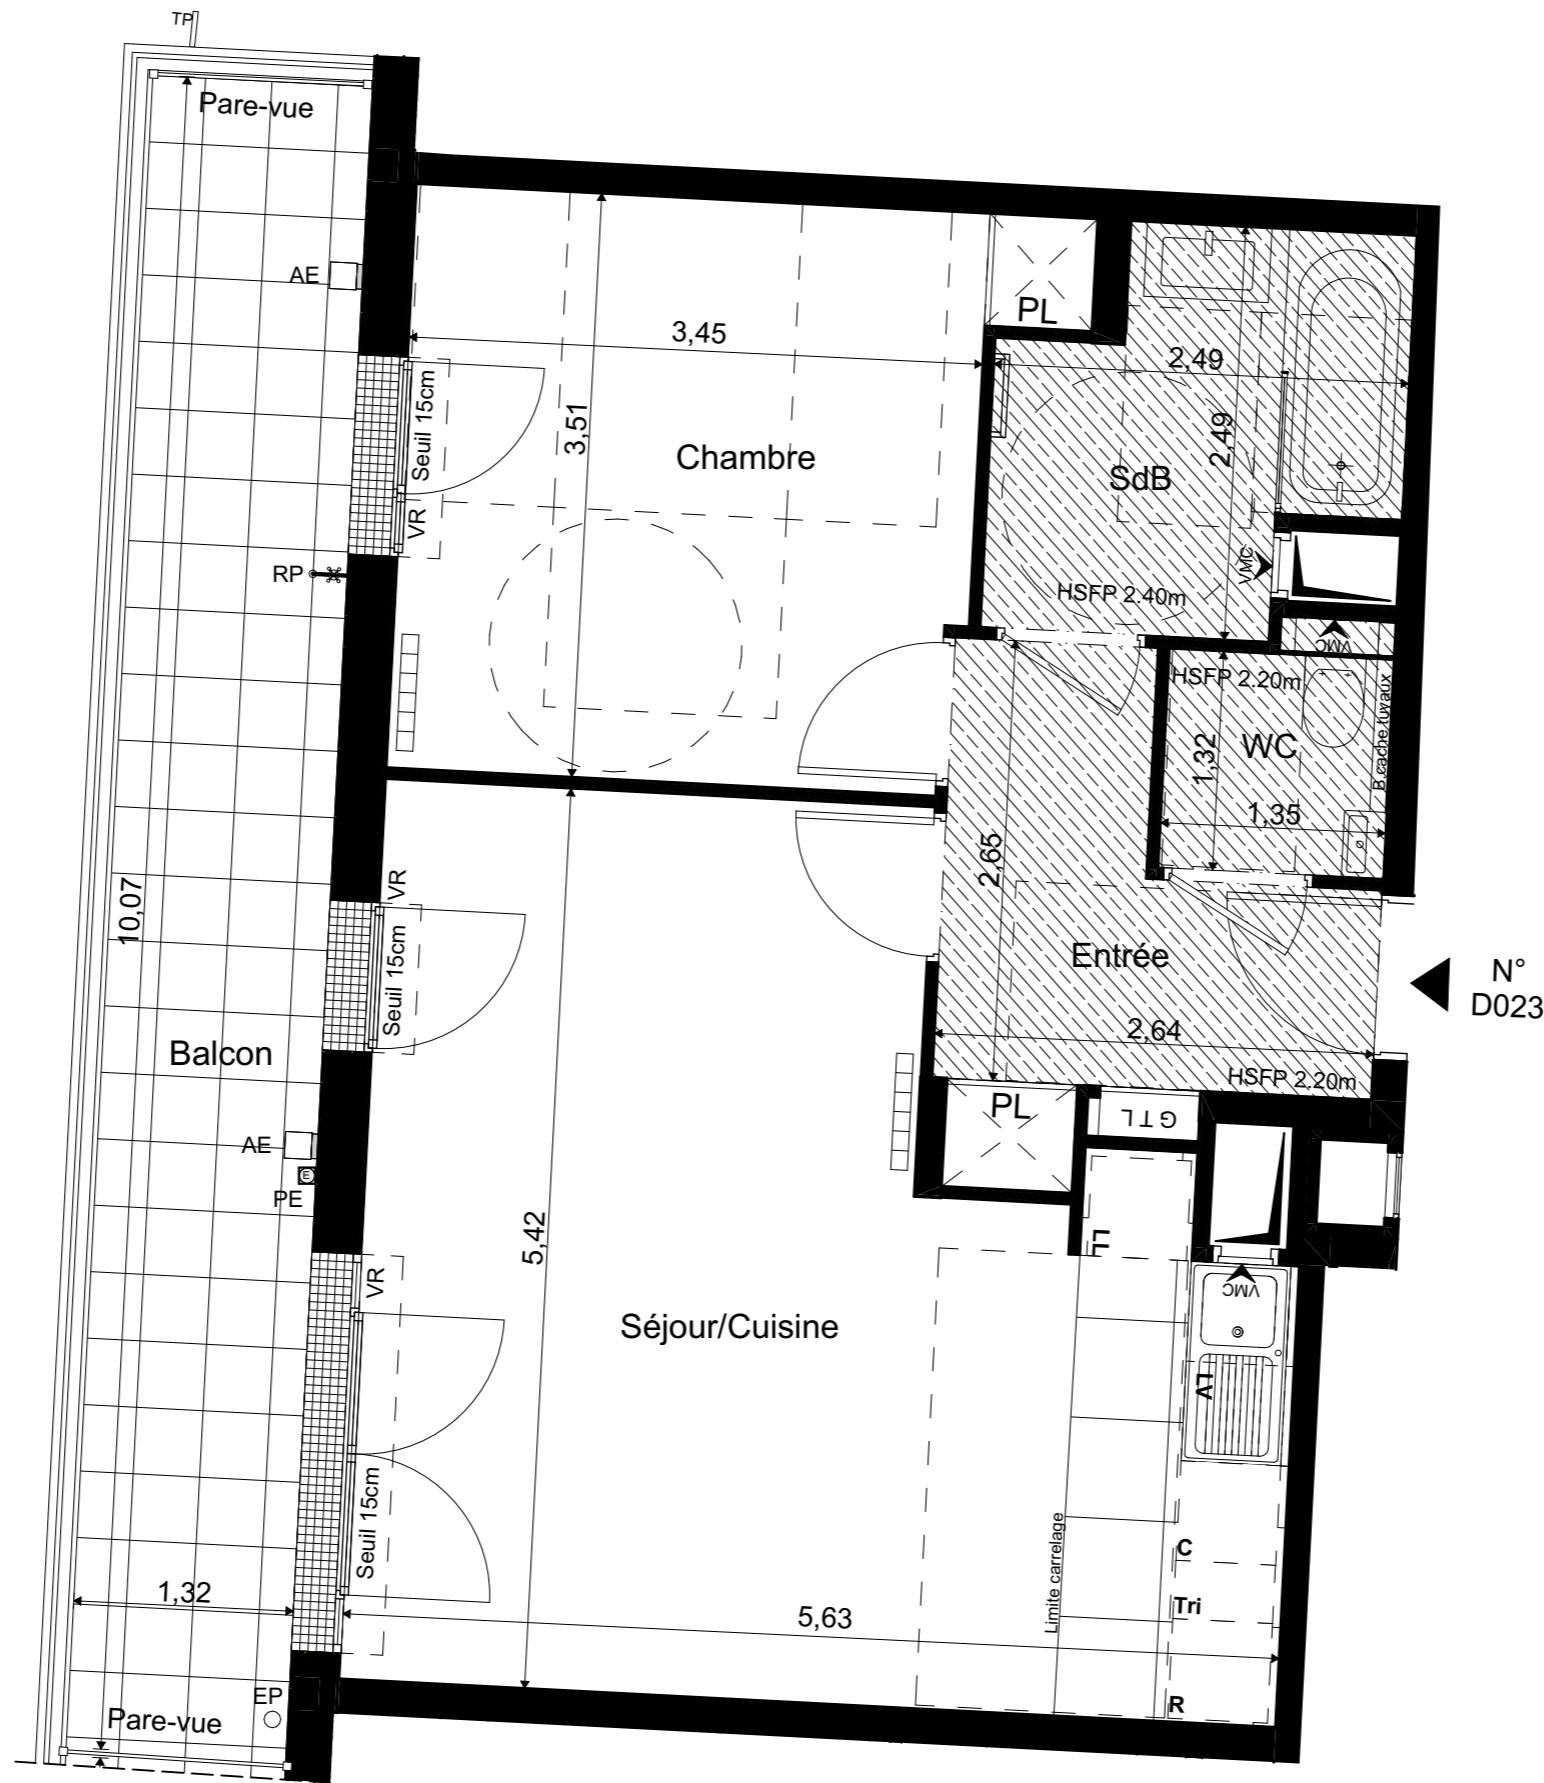 TP
Pare-vue
AE
PL
3,45
2,49
Seuil 15cm
3,51
2,49
Chambre
SdB
VR
VMC
RP
HSFP 2.40m
VMC
HSFP 2.20m
B.cache tuyaux
1,32
WC
1,35
2,65
VR
10,07
Seuil 15cm
Entrée
N°
D023
2,64
Balcon
HSFP 2.20m
PL
GTL
AE
E
PE
5,42
LL
VR
VMC
Séjour/Cuisine
LV
Seuil 15cm
Limite carrelage
C
1,32
Tri
5,63
EP
R
Pare-vue